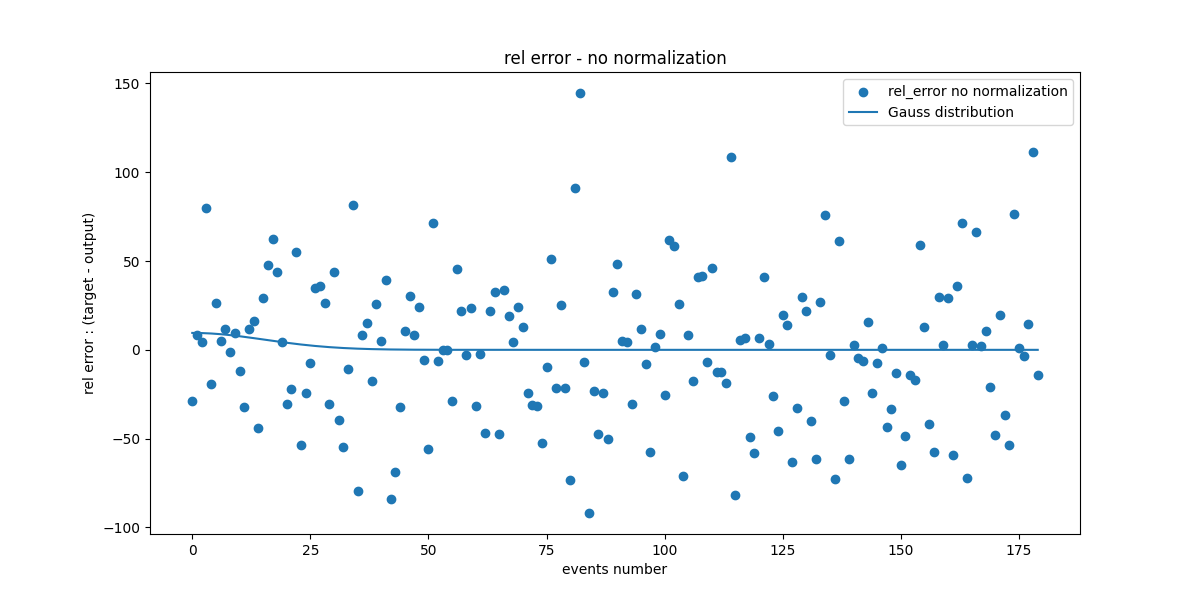 rel error - no normalization
rel_error no normalization
Gauss distribution
rel error : (target - output)
150
100
50
0
−50
−100
0 25 50 75 100 125 150 175
events number